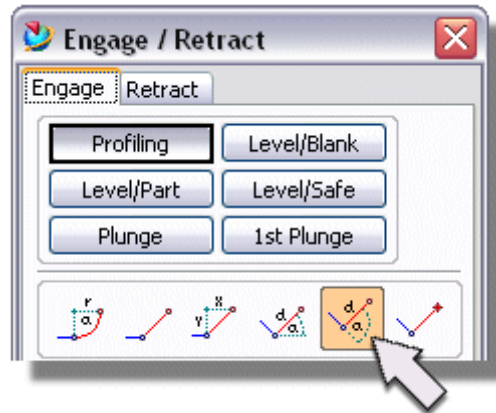 Engage / Retract
Engage Retract
Profiling Level/Blank
Level/Part Level/Safe
Plunge 1st Plunge
r a X Y d a d a